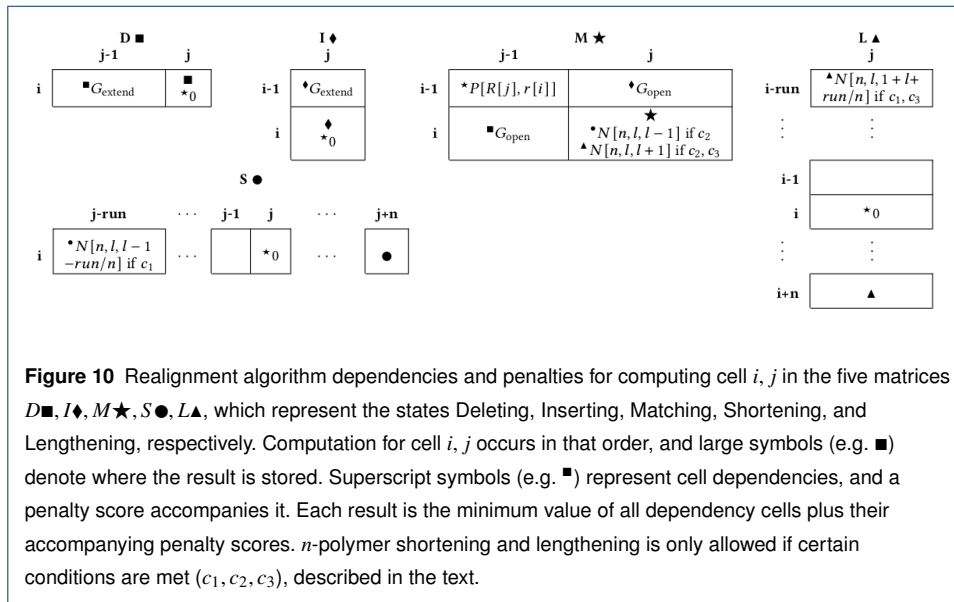 D ■ I ♦ M ★ L ▲
j-1 j j j-1 j j
i ■G_extend ■ ★0
i-1 ♦G_extend
i ♦ ★0
i-1 ★P[R[j], r[i]] ♦G_open
i ■G_open ★ ●N[n, l, l − 1] if c₂
▲N[n, l, l + 1] if c₂, c₃
i-run ▲N[n, l, 1 + l+
run/n] if c₁, c₃
⋮ ⋮
i-1
i ★0
⋮ ⋮
i+n ▲
S ●
j-run · · · j-1 j · · · j+n
i ●N[n, l, l − 1
−run/n] if c₁ · · · ★0 · · · ●
Figure 10 Realignment algorithm dependencies and penalties for computing cell i, j in the five matrices
D■, I♦, M★, S●, L▲, which represent the states Deleting, Inserting, Matching, Shortening, and
Lengthening, respectively. Computation for cell i, j occurs in that order, and large symbols (e.g. ■)
denote where the result is stored. Superscript symbols (e.g. ■) represent cell dependencies, and a
penalty score accompanies it. Each result is the minimum value of all dependency cells plus their
accompanying penalty scores. n-polymer shortening and lengthening is only allowed if certain
conditions are met (c₁, c₂, c₃), described in the text.